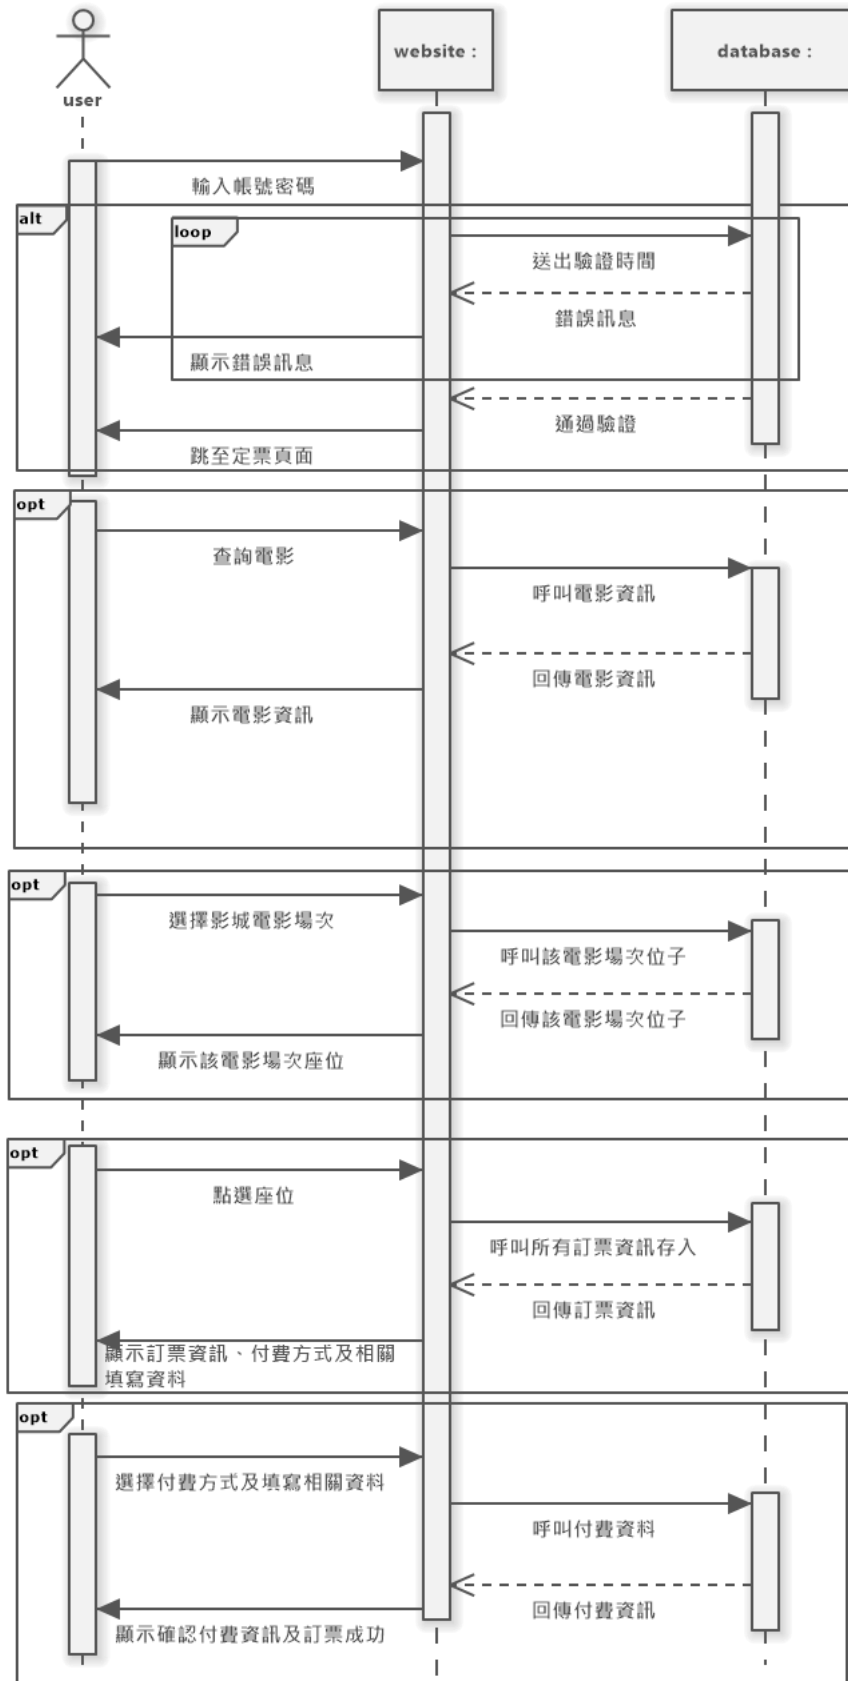 user
website :
database :
輸入帳號密碼
alt
loop
送出驗證時間
錯誤訊息
顯示錯誤訊息
通過驗證
跳至定票頁面
opt
查詢電影
呼叫電影資訊
回傳電影資訊
顯示電影資訊
opt
選擇影城電影場次
呼叫該電影場次位子
回傳該電影場次位子
顯示該電影場次座位
opt
點選座位
呼叫所有訂票資訊存入
回傳訂票資訊
顯示訂票資訊、付費方式及相關
填寫資料
opt
選擇付費方式及填寫相關資料
呼叫付費資料
回傳付費資訊
顯示確認付費資訊及訂票成功